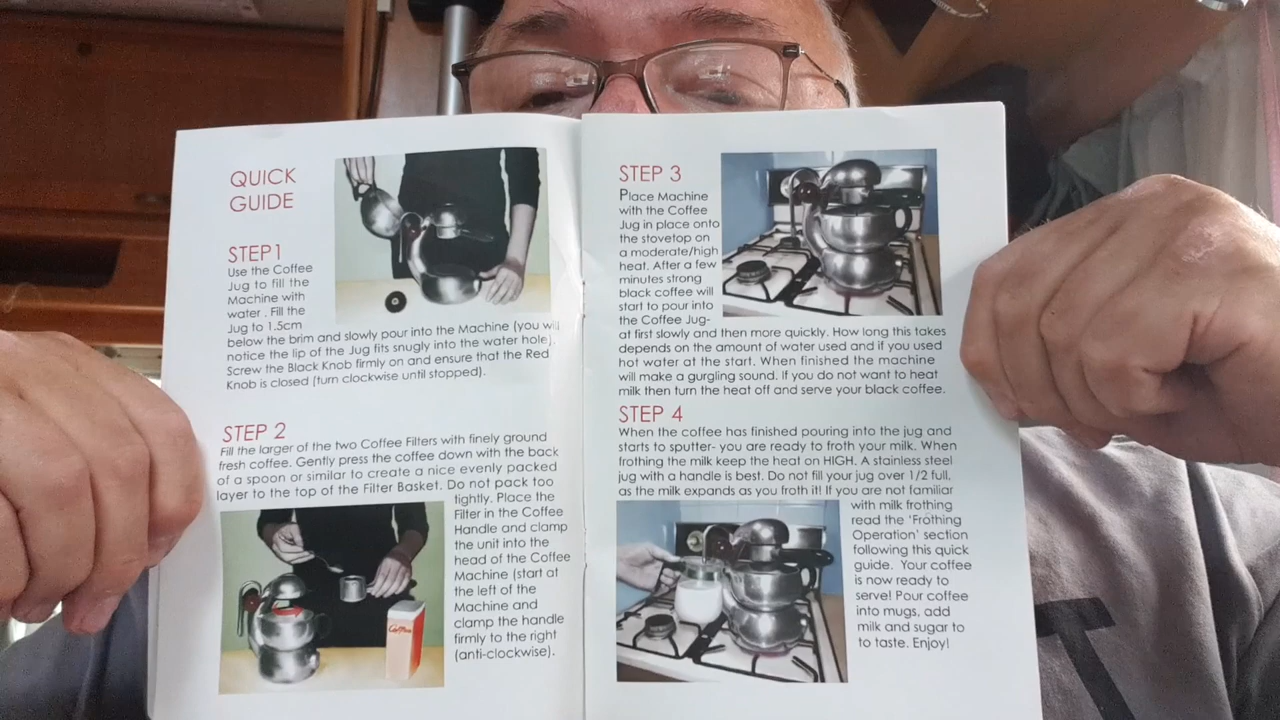 QUICK
GUIDE
STEP1
Use the Coffee
Jug to fill the
Machine with
water . Fill the
Jug to 1.5cm
below the brim and slowly pour into the Machine (you will
notice the lip of the Jug fits snugly into the water hole).
Screw the Black Knob firmly on and ensure that the Red
Knob is closed (turn clockwise until stopped).
STEP 2
Fill the larger of the two Coffee Filters with finely ground
fresh coffee. Gently press the coffee down with the back
of a spoon or similar to create a nice evenly packed
layer to the top of the Filter Basket. Do not pack too
tightly. Place the
Filter in the Coffee
Handle and clamp
the unit into the
head of the Coffee
Machine (start at
the left of the
Machine and
clamp the handle
firmly to the right
(anti-clockwise).
Coffee
STEP 3
Place Machine
with the Coffee
Jug in place onto
the stovetop on
a moderate/high
heat. After a few
minutes strong
black coffee will
start to pour into
the Coffee Jug-
at first slowly and then more quickly. How long this takes
depends on the amount of water used and if you used
hot water at the start. When finished the machine
will make a gurgling sound. If you do not want to heat
milk then turn the heat off and serve your black coffee.
STEP 4
When the coffee has finished pouring into the jug and
starts to sputter- you are ready to froth your milk. When
frothing the milk keep the heat on HIGH. A stainless steel
jug with a handle is best. Do not fill your jug over 1/2 full,
as the milk expands as you froth it! If you are not familiar
with milk frothing
read the 'Frothing
Operation' section
following this quick
guide. Your coffee
is now ready to
serve! Pour coffee
into mugs, add
milk and sugar to
to taste. Enjoy!